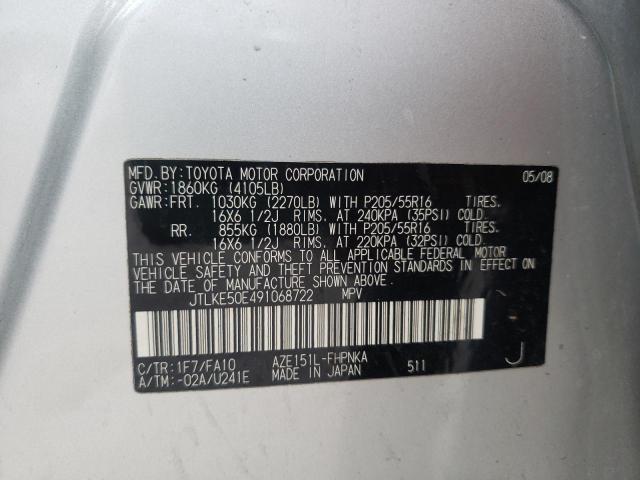 MFD.BY:TOYOTA MOTOR CORPORATION 05/08
GVWR:1860KG (4105LB)
GAWR:FRT. 1030KG (2270LB) WITH P205/55R16 TIRES.
16X6 1/2J RIMS. AT 240KPA (35PSI) COLD.
RR. 855KG (1880LB) WITH P205/55R16 TIRES.
16X6 1/2J RIMS. AT 220KPA (32PSI) COLD.
THIS VEHICLE CONFORMS TO ALL APPLICABLE FEDERAL MOTOR
VEHICLE SAFETY AND THEFT PREVENTION STANDARDS IN EFFECT ON
THE DATE OF MANUFACTURE SHOWN ABOVE.
JTLKE50E491068722 MPV
C/TR:1F7/FA10 AZE151L-FHPNKA J
A/TM:-02A/U241E MADE IN JAPAN 511